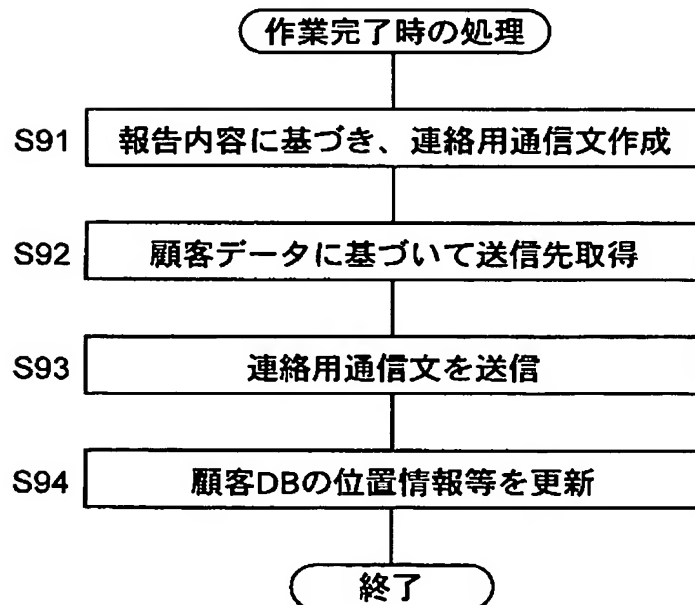 作業完了時の処理
S91 報告内容に基づき、連絡用通信文作成
S92 顧客データに基づいて送信先取得
S93 連絡用通信文を送信
S94 顧客DBの位置情報等を更新
終了